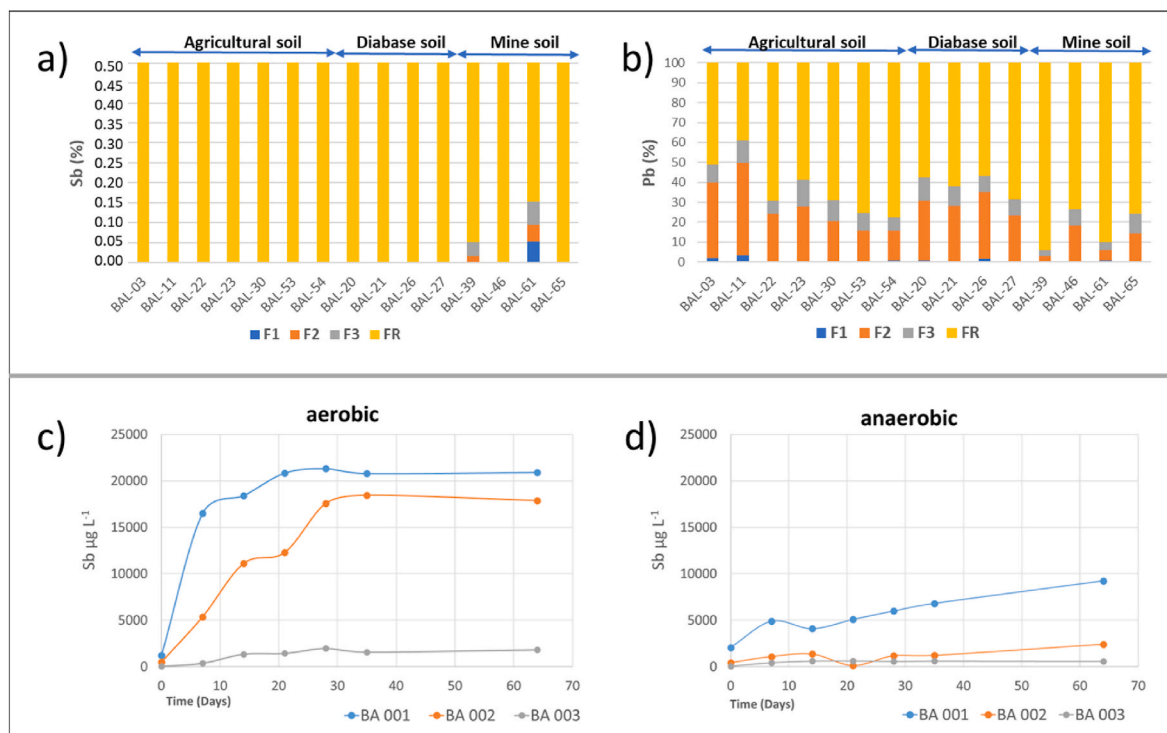 a)
Agricultural soil Diabase soil Mine soil
0.50
0.45
0.40
0.35
0.30
0.25
0.20
0.15
0.10
0.05
0.00
Sb (%)
BAL-03 BAL-11 BAL-22 BAL-23 BAL-30 BAL-53 BAL-54 BAL-20 BAL-21 BAL-26 BAL-27 BAL-39 BAL-46 BAL-61 BAL-65
F1 F2 F3 FR
b)
Agricultural soil Diabase soil Mine soil
100
90
80
70
60
50
40
30
20
10
0
Pb (%)
BAL-03 BAL-11 BAL-22 BAL-23 BAL-30 BAL-53 BAL-54 BAL-20 BAL-21 BAL-26 BAL-27 BAL-39 BAL-46 BAL-61 BAL-65
F1 F2 F3 FR
c)
aerobic
25000
20000
15000
10000
5000
0
Sb µg L-1
0 10 20 30 40 50 60 70
Time (Days)
BA 001 BA 002 BA 003
d)
anaerobic
25000
20000
15000
10000
5000
0
Sb µg L-1
0 10 20 30 40 50 60 70
Time (Days)
BA 001 BA 002 BA 003